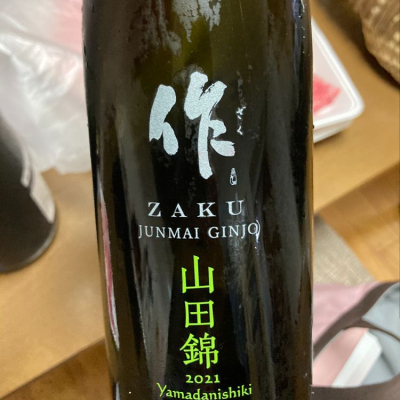 作
ざく
ZAKU
JUNMAI GINJO
山田錦
2021
Yamadanishiki